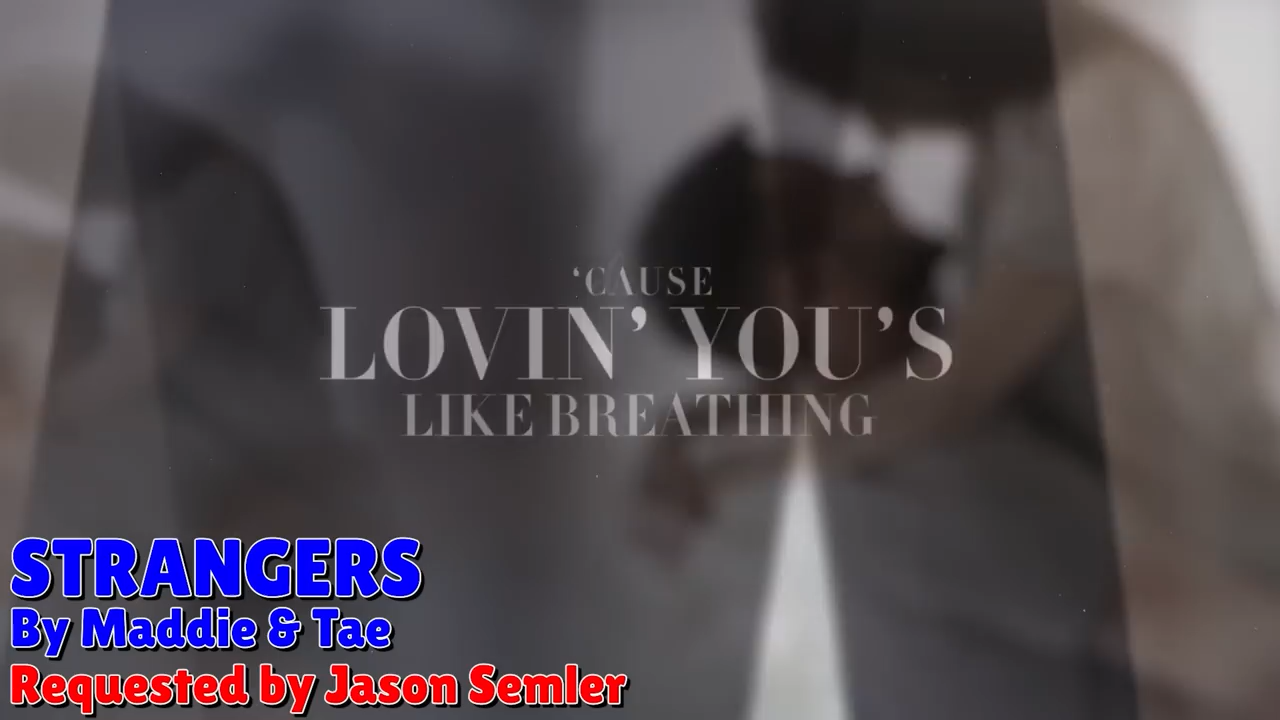 ‘CAUSE
LOVIN’ YOU’S
LIKE BREATHING
STRANGERS
By Maddie & Tae
Requested by Jason Semler